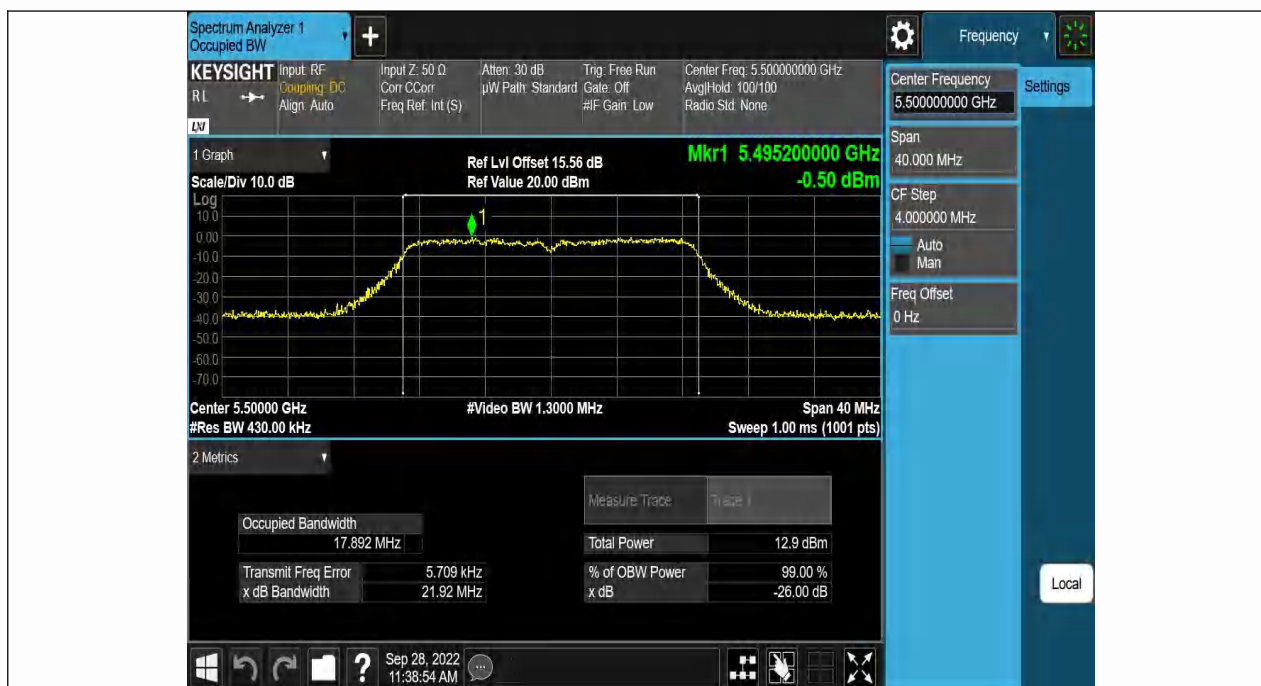 Spectrum Analyzer 1
Occupied BW
+
Frequency
KEYSIGHT
RL
LXI
Input: RF
Coupling: DC
Align: Auto
Input Z: 50 Ω
Corr CCorr
Freq Ref: Int (S)
Atten: 30 dB
µW Path: Standard
Trig: Free Run
Gate: Off
#IF Gain: Low
Center Freq: 5.500000000 GHz
Avg|Hold: 100/100
Radio Std: None
Center Frequency
5.500000000 GHz
Settings
Span
40.000 MHz
CF Step
4.000000 MHz
Auto
Man
Freq Offset
0 Hz
Local
1 Graph
Scale/Div 10.0 dB
Ref Lvl Offset 15.56 dB
Ref Value 20.00 dBm
Mkr1 5.495200000 GHz
-0.50 dBm
Log
10.0
0.00
-10.0
-20.0
-30.0
-40.0
-50.0
-60.0
-70.0
1
Center 5.50000 GHz
#Res BW 430.00 kHz
#Video BW 1.3000 MHz
Span 40 MHz
Sweep 1.00 ms (1001 pts)
2 Metrics
Measure Trace
Trace 1
Occupied Bandwidth
17.892 MHz
Total Power
12.9 dBm
Transmit Freq Error
5.709 kHz
% of OBW Power
99.00 %
x dB Bandwidth
21.92 MHz
x dB
-26.00 dB
?
Sep 28, 2022
11:38:54 AM